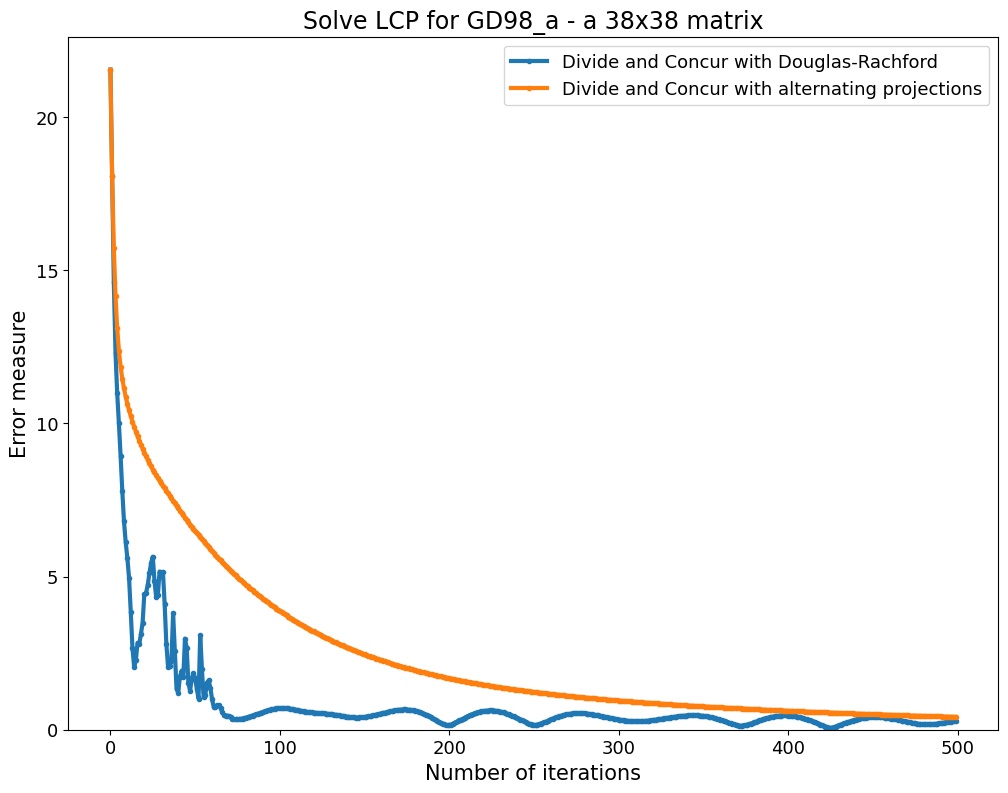 Solve LCP for GD98_a - a 38x38 matrix
Divide and Concur with Douglas-Rachford
Divide and Concur with alternating projections
Error measure
20
15
10
5
0
0 100 200 300 400 500
Number of iterations